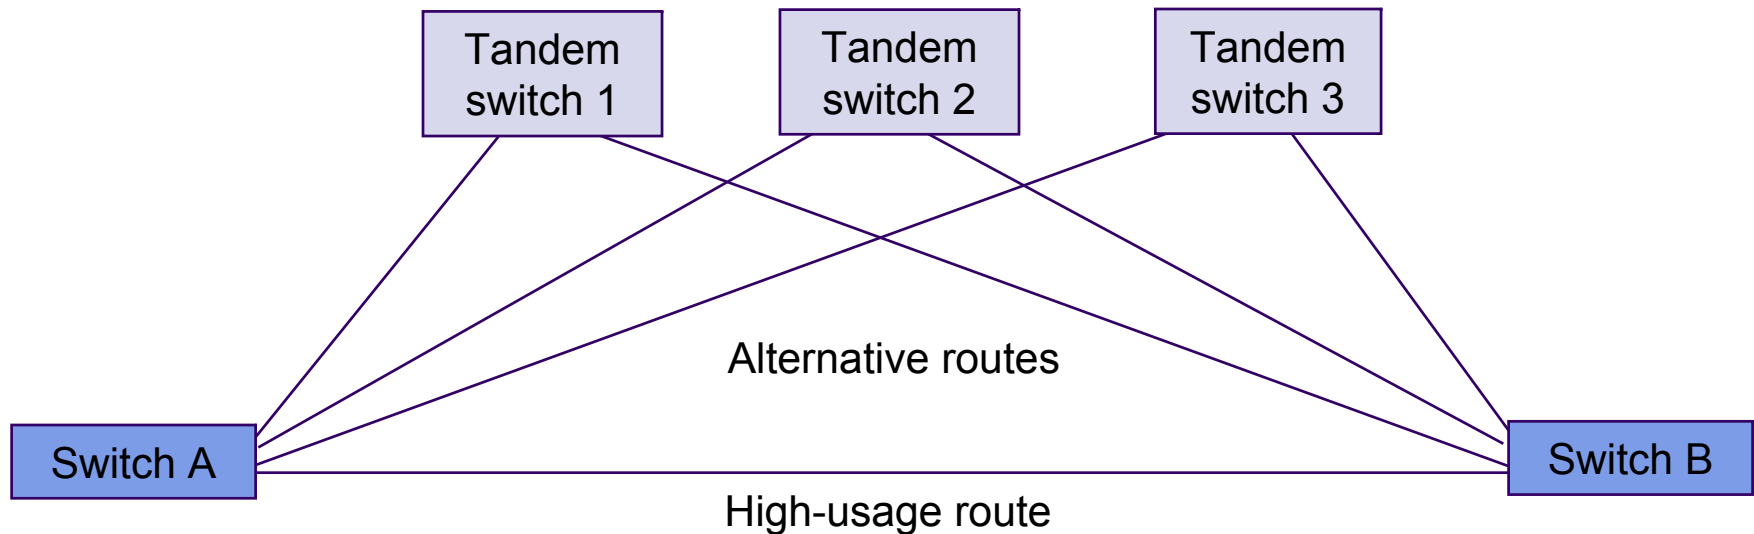 Tandem
switch 1
Tandem
switch 2
Tandem
switch 3
Alternative routes
Switch A
Switch B
High-usage route